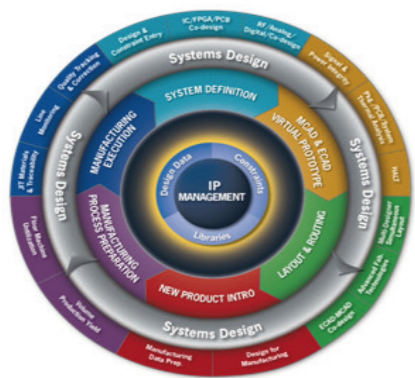 IC/FPGA/PCB
Co-design
RF/Analog/
Digital/Co-design
Signal &
Power Integrity
PKG/PCB/System
Thermal Analysis
HALT
Multi-Designer
Simultaneous
Layout
Advanced Fab
Technologies
ECAD-MCAD
Co-design
Design for
Manufacturing
Manufacturing
Data Prep.
Volume
Production Yield
Floor Machine
Utilization
JIT Materials
& Traceability
Line
Monitoring
Quality Tracking
& Correction
Design &
Constraint Entry
Systems Design
Systems Design
Systems Design
Systems Design
SYSTEM DEFINITION
MCAD & ECAD
VIRTUAL PROTOTYPE
LAYOUT & ROUTING
NEW PRODUCT INTRO
MANUFACTURING
PROCESS PREPARATION
MANUFACTURING
EXECUTION
Design Data
Constraints
Libraries
IP
MANAGEMENT